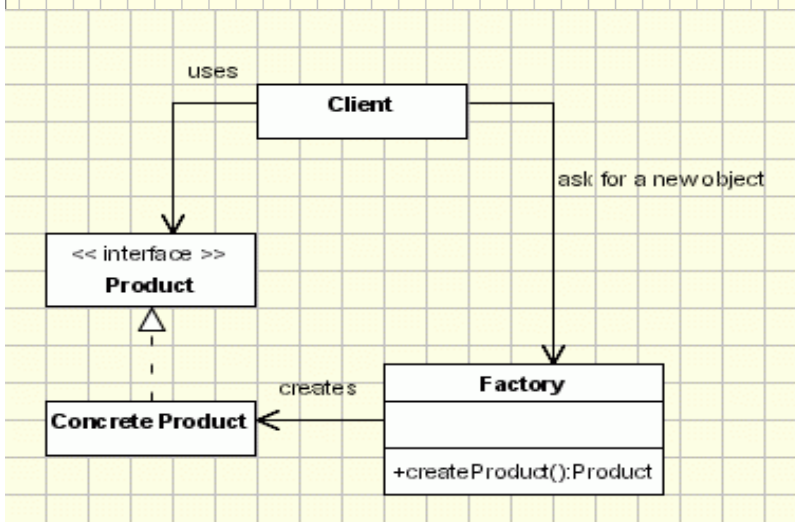 uses
Client
ask for a new object
<< interface >>
Product
creates
Factory
Concrete Product
+createProduct():Product